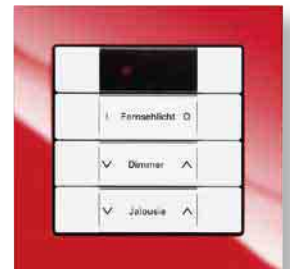 I Fernsehlicht O
∨ Dimmer ∧
∨ Jalousie ∧